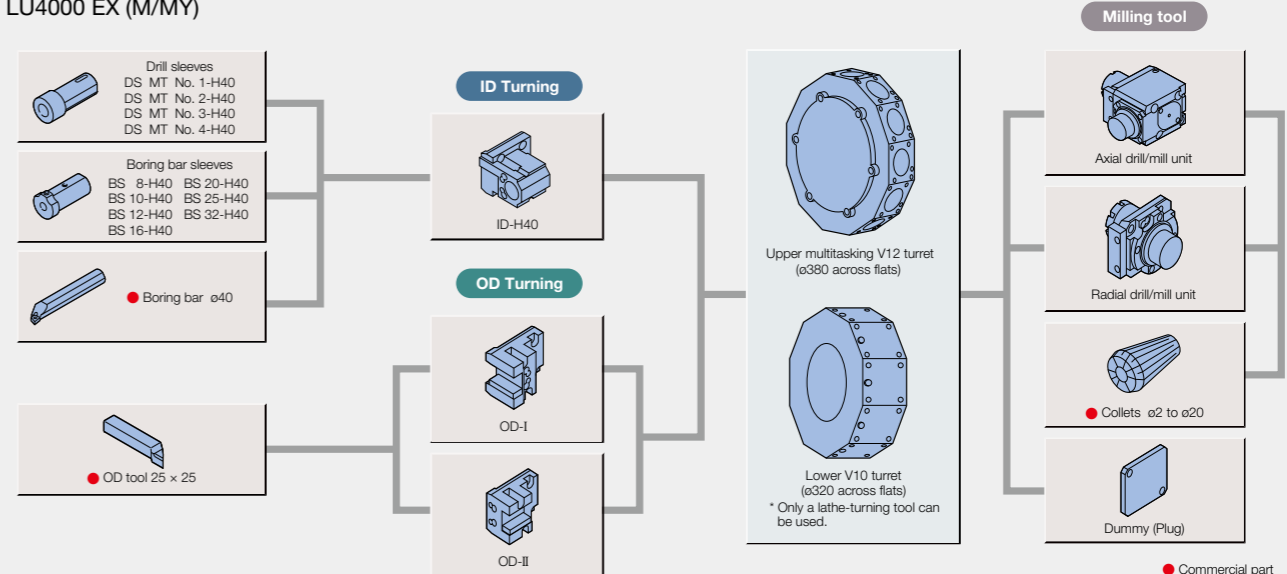 LU4000 EX (M/MY)
Milling tool
Drill sleeves
DS MT No. 1-H40
DS MT No. 2-H40
DS MT No. 3-H40
DS MT No. 4-H40
Boring bar sleeves
BS 8-H40 BS 20-H40
BS 10-H40 BS 25-H40
BS 12-H40 BS 32-H40
BS 16-H40
Boring bar ø40
OD tool 25 × 25
ID Turning
ID-H40
OD Turning
OD-I
OD-II
Upper multitasking V12 turret
(ø380 across flats)
Lower V10 turret
(ø320 across flats)
* Only a lathe-turning tool can
be used.
Axial drill/mill unit
Radial drill/mill unit
Collets ø2 to ø20
Dummy (Plug)
Commercial part